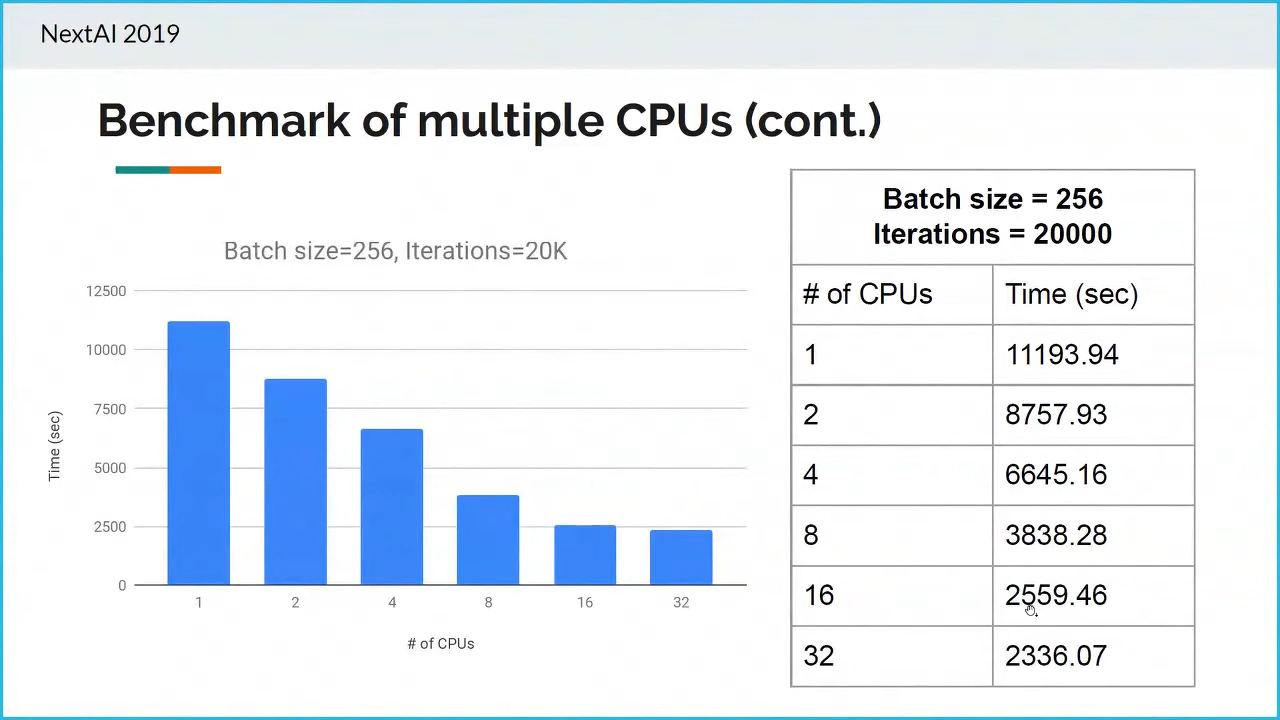 NextAI 2019
Benchmark of multiple CPUs (cont.)
Batch size=256, Iterations=20K
12500
10000
7500
5000
2500
0
Time (sec)
1 2 4 8 16 32
# of CPUs
Batch size = 256
Iterations = 20000
# of CPUs Time (sec)
1 11193.94
2 8757.93
4 6645.16
8 3838.28
16 2559.46
32 2336.07